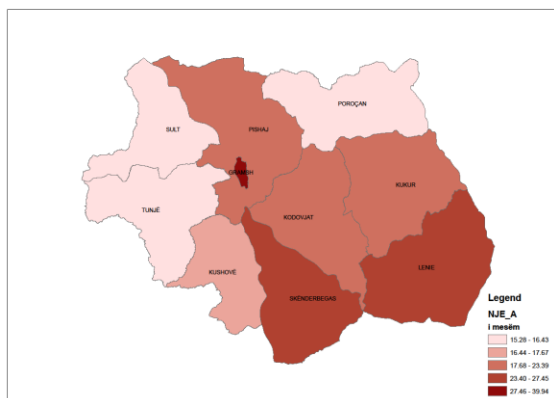 POROÇAN
SULT
PISHAJ
GRAMSH
KUKUR
TUNJË
KODOVJAT
KUSHOVË
LENIE
SKËNDERBEGAS
Legend
NJE_A
i mesëm
15.28 - 16.43
16.44 - 17.67
17.68 - 23.39
23.40 - 27.45
27.46 - 39.94